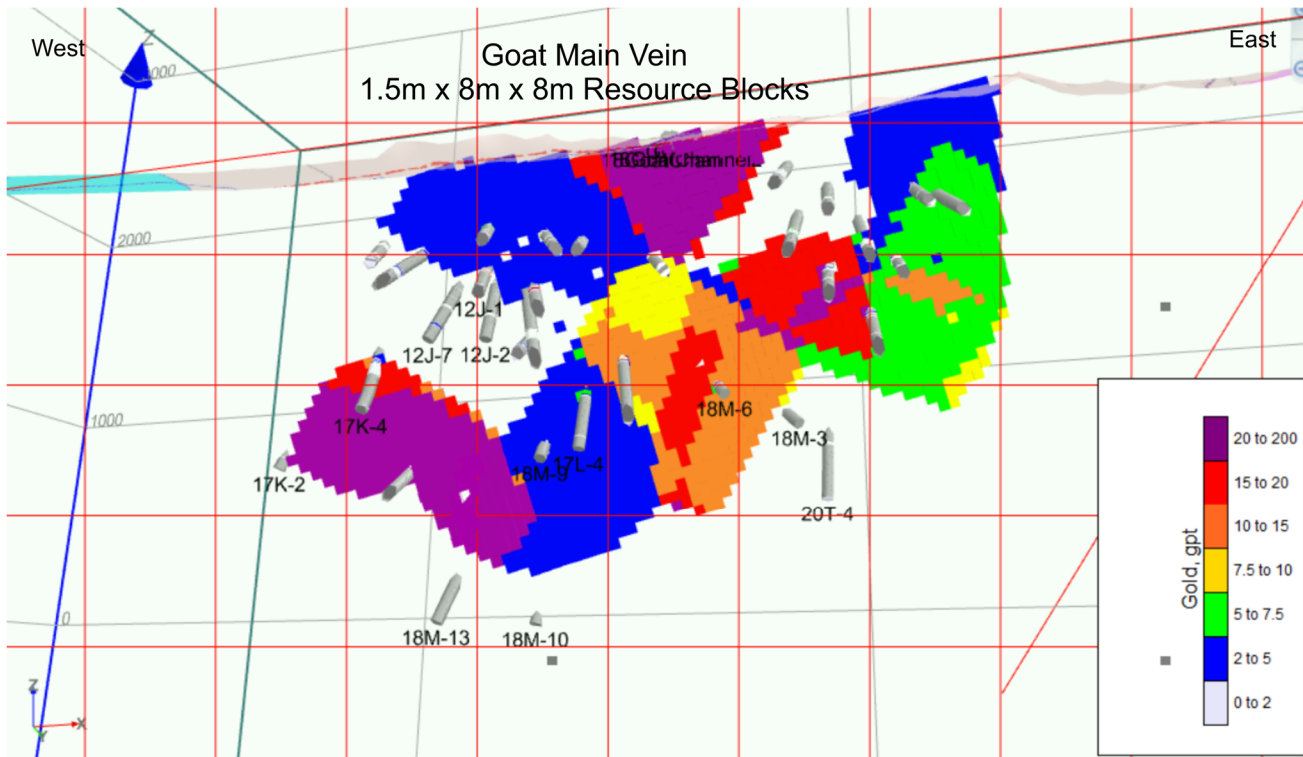 West
East
Goat Main Vein
1.5m x 8m x 8m Resource Blocks
Z
2000
12J-1
12J-7
12J-2
17K-4
1000
18M-6
18M-3
17K-2
18M-9
17L-4
20T-4
0
18M-13
18M-10
Z
X
Y
Gold, gpt
20 to 200
15 to 20
10 to 15
7.5 to 10
5 to 7.5
2 to 5
0 to 2